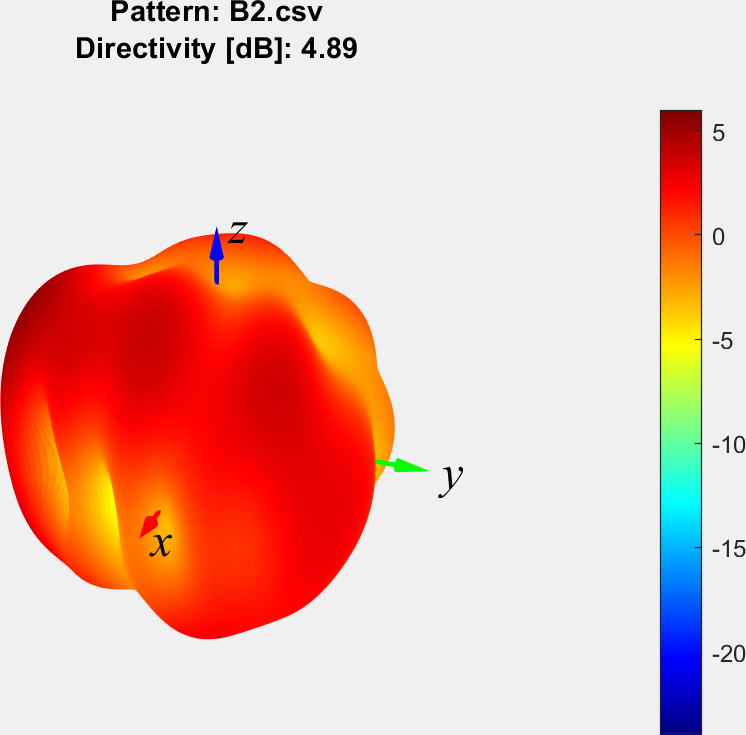 Pattern: B2.csv
Directivity [dB]: 4.89
z
y
x
5
0
-5
-10
-15
-20